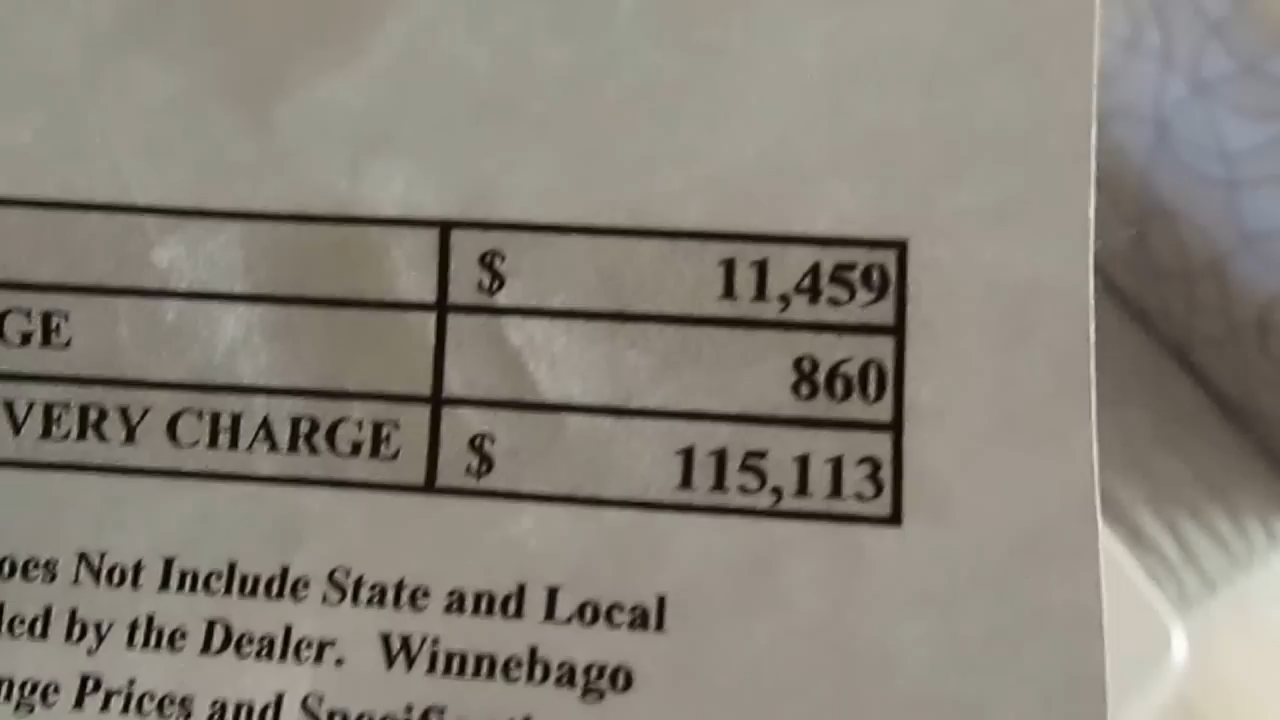 $ 11,459
GE 860
VERY CHARGE $ 115,113
oes Not Include State and Local
led by the Dealer. Winnebago
nge Prices and